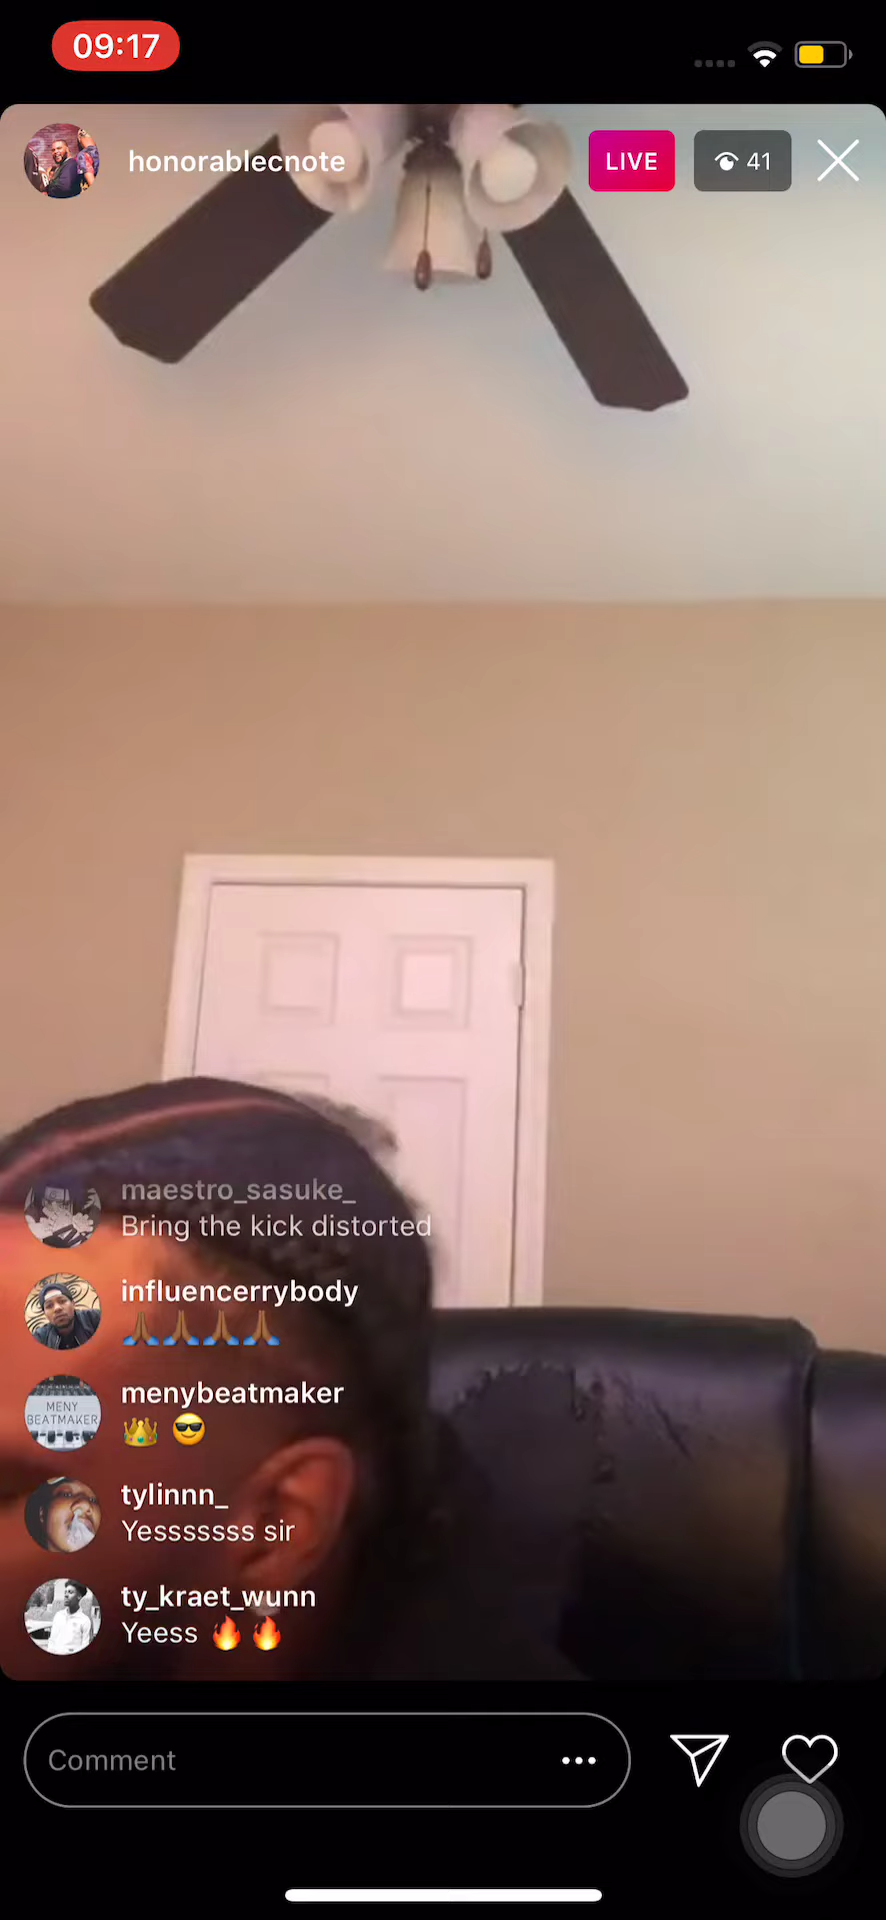 09:17
honorablecnote
LIVE
41
maestro_sasuke_
Bring the kick distorted
influencerrybody
🙏🏾🙏🏾🙏🏾🙏🏾
menybeatmaker
👑 😎
MENY
BEATMAKER
tylinnn_
Yesssssss sir
ty_kraet_wunn
Yeess 🔥🔥
Comment